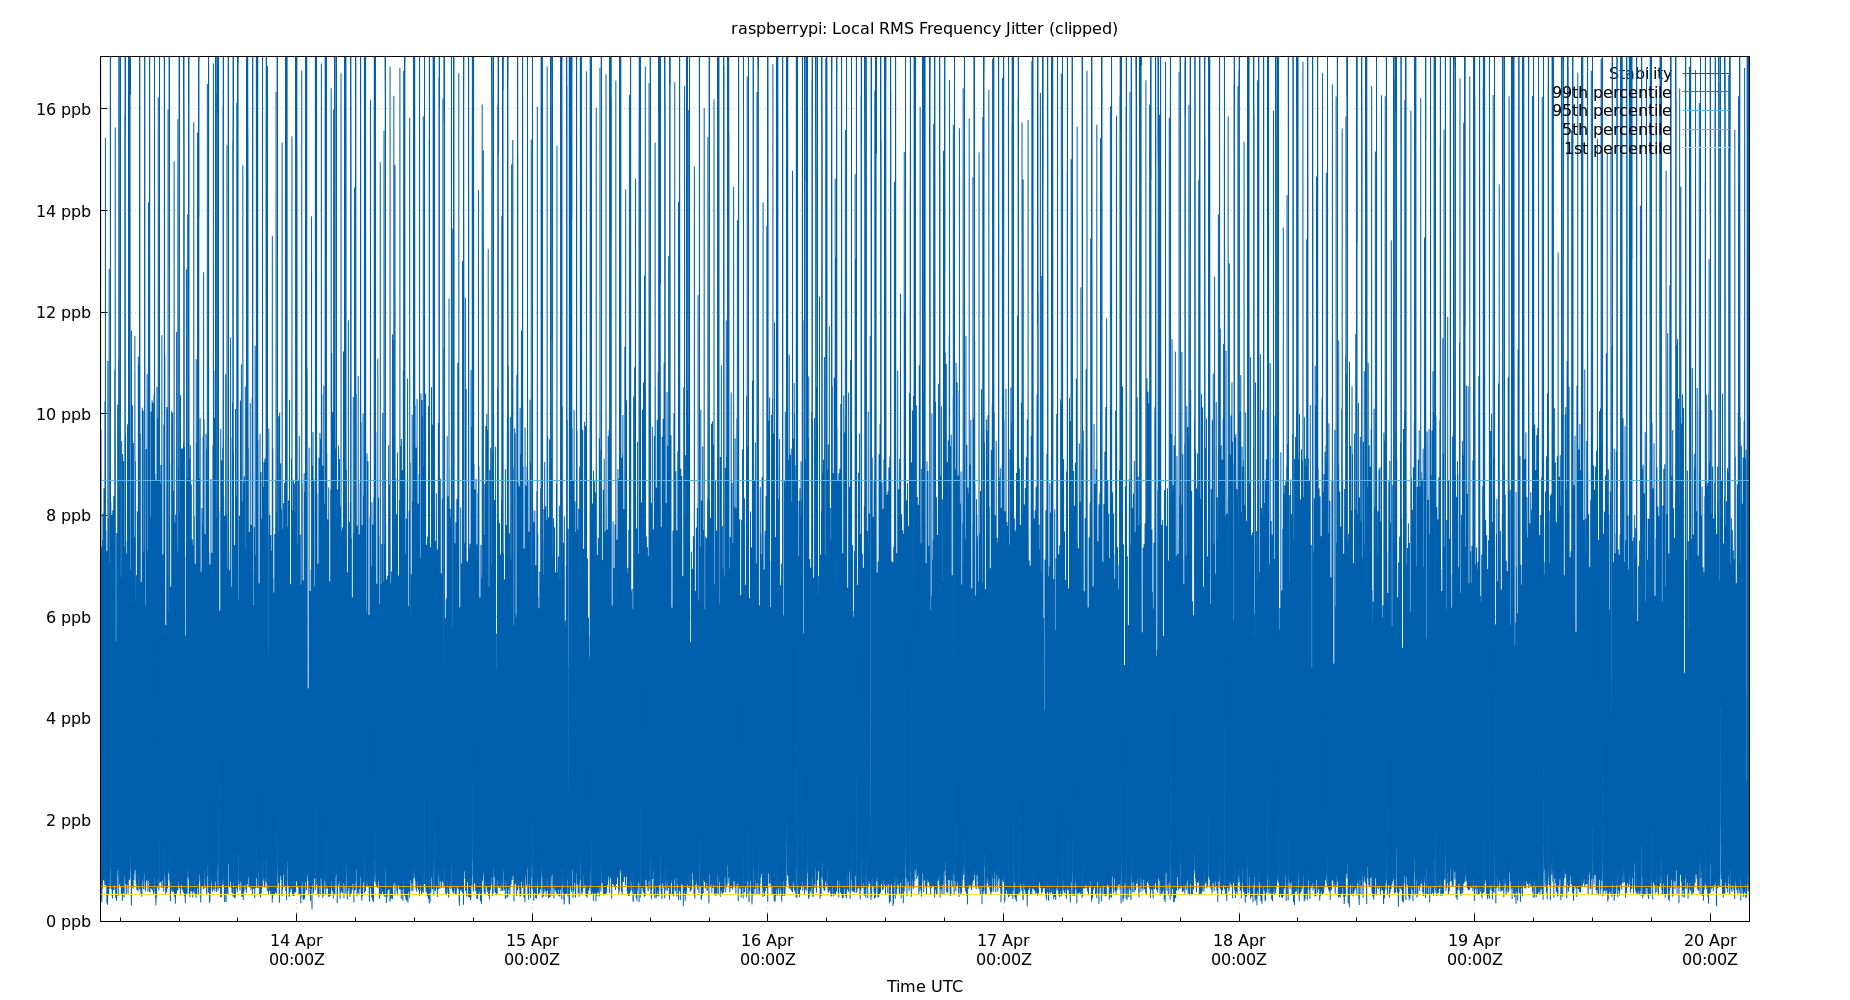 raspberrypi: Local RMS Frequency Jitter (clipped)
Stability
99th percentile
95th percentile
5th percentile
1st percentile
16 ppb
14 ppb
12 ppb
10 ppb
8 ppb
6 ppb
4 ppb
2 ppb
0 ppb
14 Apr 15 Apr 16 Apr 17 Apr 18 Apr 19 Apr 20 Apr
00:00Z 00:00Z 00:00Z 00:00Z 00:00Z 00:00Z 00:00Z
Time UTC